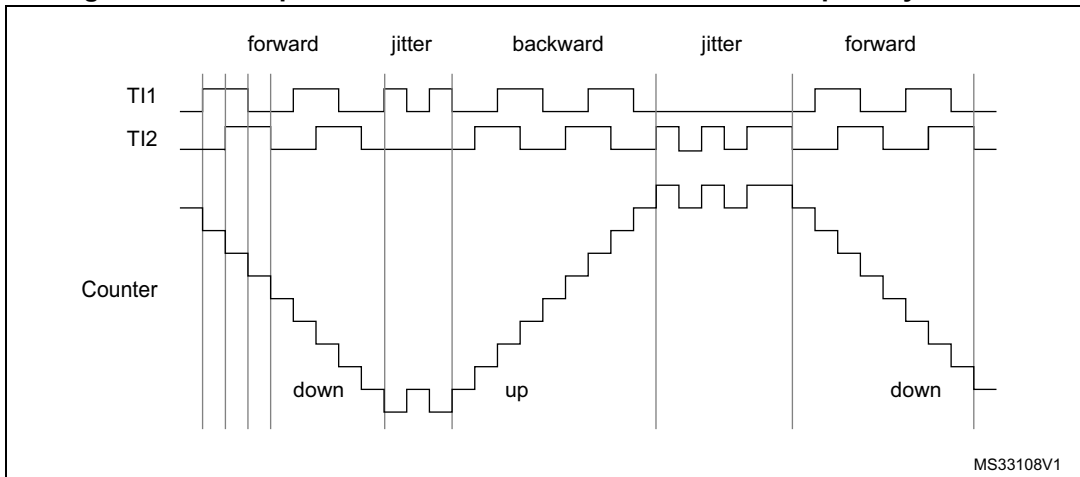 forward jitter backward jitter forward
TI1
TI2
Counter
down up down
MS33108V1